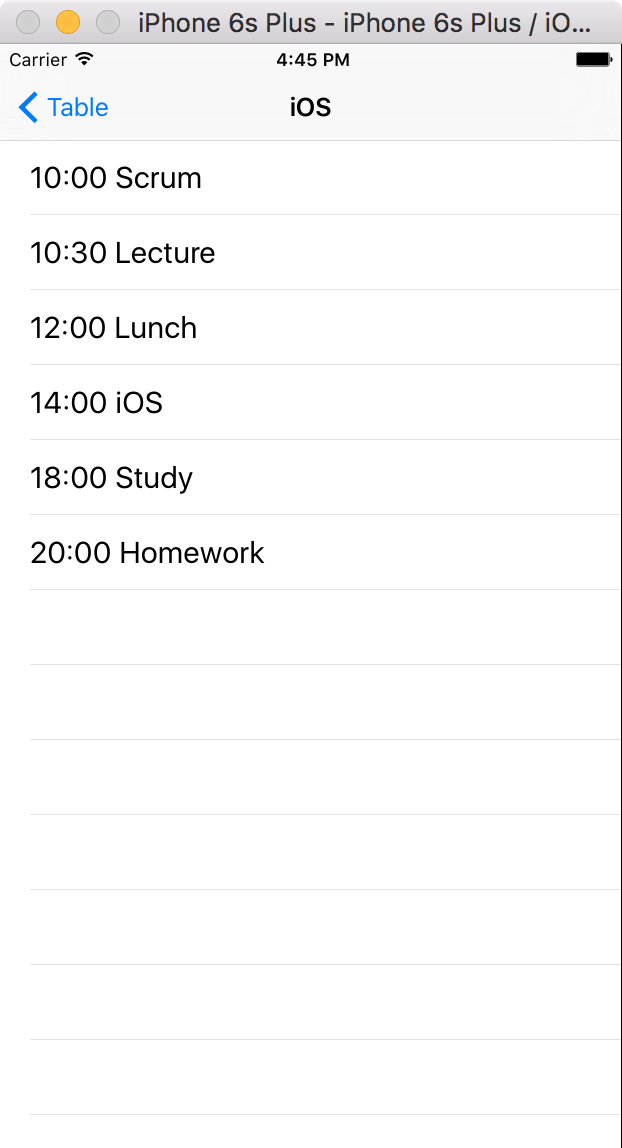 iPhone 6s Plus - iPhone 6s Plus / iO...
Carrier 4:45 PM
Table iOS
10:00 Scrum
10:30 Lecture
12:00 Lunch
14:00 iOS
18:00 Study
20:00 Homework